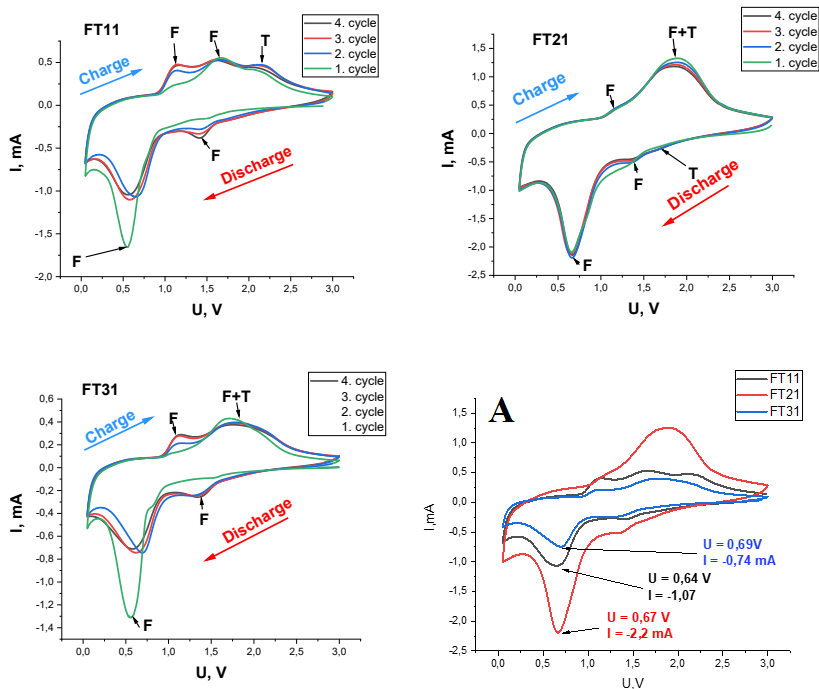 FT11
4. cycle
3. cycle
2. cycle
1. cycle
F
F
T
Charge
Discharge
F
F
I, mA
0,5
0,0
-0,5
-1,0
-1,5
-2,0
0,0 0,5 1,0 1,5 2,0 2,5 3,0
U, V
FT21
4. cycle
3. cycle
2. cycle
1. cycle
F+T
F
Charge
F
T
Discharge
F
I, mA
2,0
1,5
1,0
0,5
0,0
-0,5
-1,0
-1,5
-2,0
-2,5
0,0 0,5 1,0 1,5 2,0 2,5 3,0
U, V
FT31
4. cycle
3. cycle
2. cycle
1. cycle
F+T
F
Charge
F
Discharge
F
I, mA
0,6
0,4
0,2
0,0
-0,2
-0,4
-0,6
-0,8
-1,0
-1,2
-1,4
0,0 0,5 1,0 1,5 2,0 2,5 3,0
U, V
A
FT11
FT21
FT31
I,mA
1,5
1,0
0,5
0,0
-0,5
-1,0
-1,5
-2,0
-2,5
U = 0,69V
I = -0,74 mA
U = 0,64 V
I = -1,07
U = 0,67 V
I = -2,2 mA
0,0 0,5 1,0 1,5 2,0 2,5 3,0
U,V